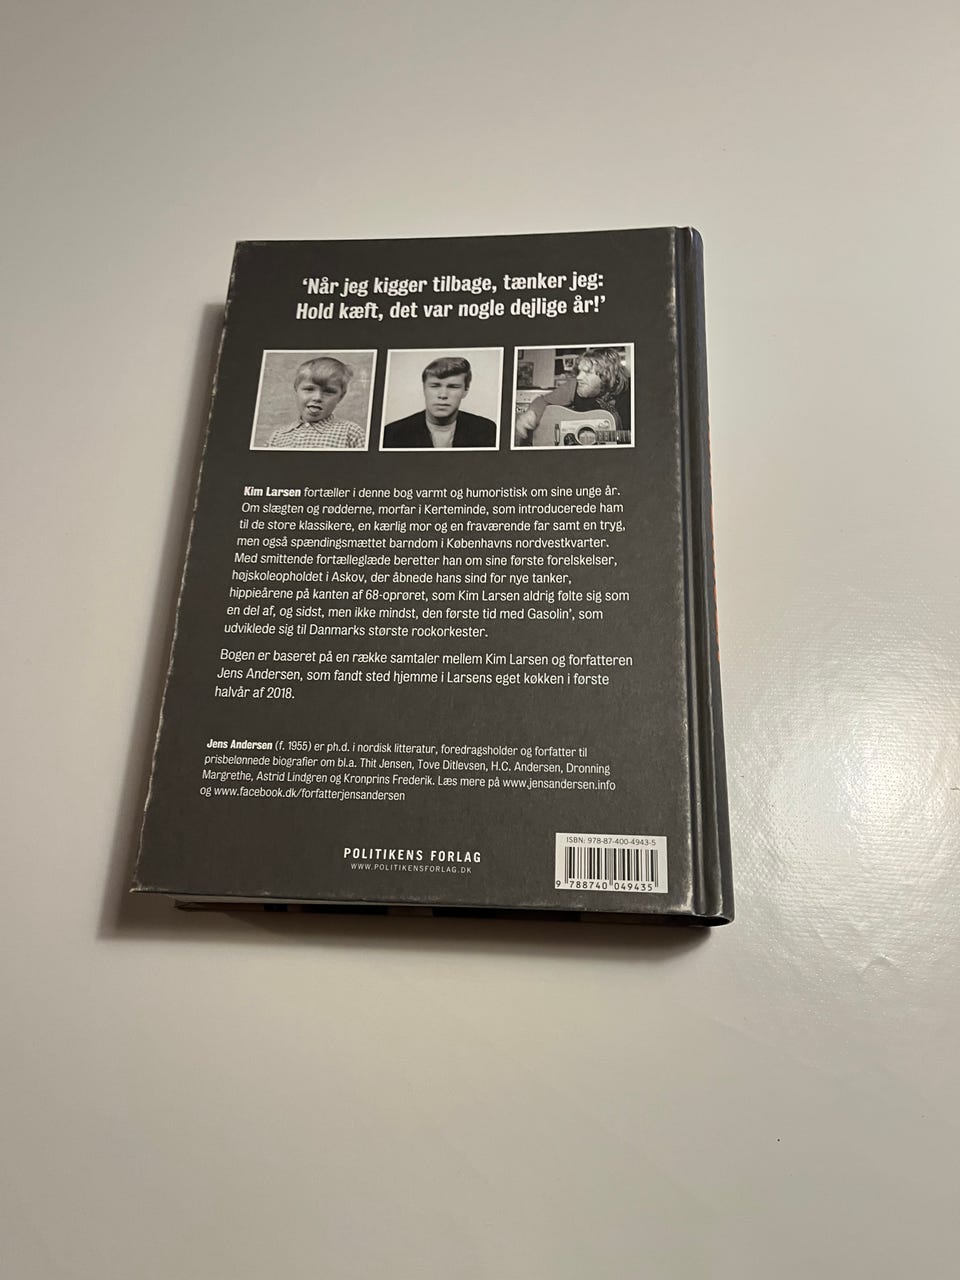 ‘Når jeg kigger tilbage, tænker jeg:
Hold kæft, det var nogle dejlige år!’
Kim Larsen fortæller i denne bog varmt og humoristisk om sine unge år.
Om slægten og rødderne, morfar i Kerteminde, som introducerede ham
til de store klassikere, en kærlig mor og en fraværende far samt en tryg,
men også spændingsmættet barndom i Københavns nordvestkvarter.
Med smittende fortælleglæde beretter han om sine første forelskelser,
højskoleopholdet i Askov, der åbnede hans sind for nye tanker,
hippieårene på kanten af 68-oprøret, som Kim Larsen aldrig følte sig som
en del af, og sidst, men ikke mindst, den første tid med Gasolin’, som
udviklede sig til Danmarks største rockorkester.
Bogen er baseret på en række samtaler mellem Kim Larsen og forfatteren
Jens Andersen, som fandt sted hjemme i Larsens eget køkken i første
halvår af 2018.
Jens Andersen (f. 1955) er ph.d. i nordisk litteratur, foredragsholder og forfatter til
prisbelønnede biografier om bl.a. Thit Jensen, Tove Ditlevsen, H.C. Andersen, Dronning
Margrethe, Astrid Lindgren og Kronprins Frederik. Læs mere på www.jensandersen.info
og www.facebook.dk/forfatterjensandersen
POLITIKENS FORLAG
WWW.POLITIKENSFORLAG.DK
ISBN: 978-87-400-4943-5
9 788740 049435